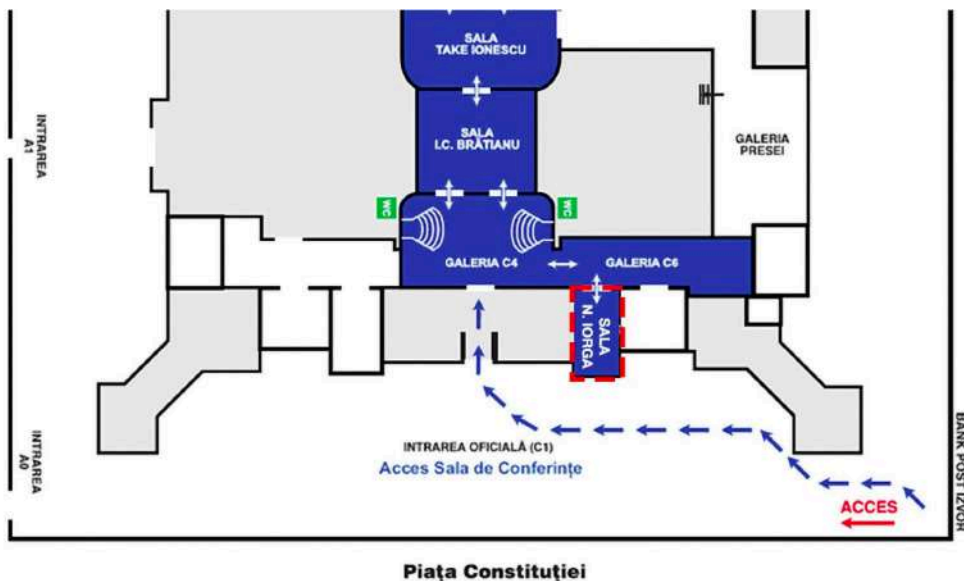 SALA
TAKE IONESCU
SALA
I.C. BRĂTIANU
INTRAREA
A1
GALERIA
PRESEI
WC
WC
GALERIA C4
GALERIA C6
SALA
N. IORGA
INTRAREA
A0
INTRAREA OFICIALĂ (C1)
Acces Sala de Conferințe
ACCES
BANK POST IZVOR
Piața Constituției